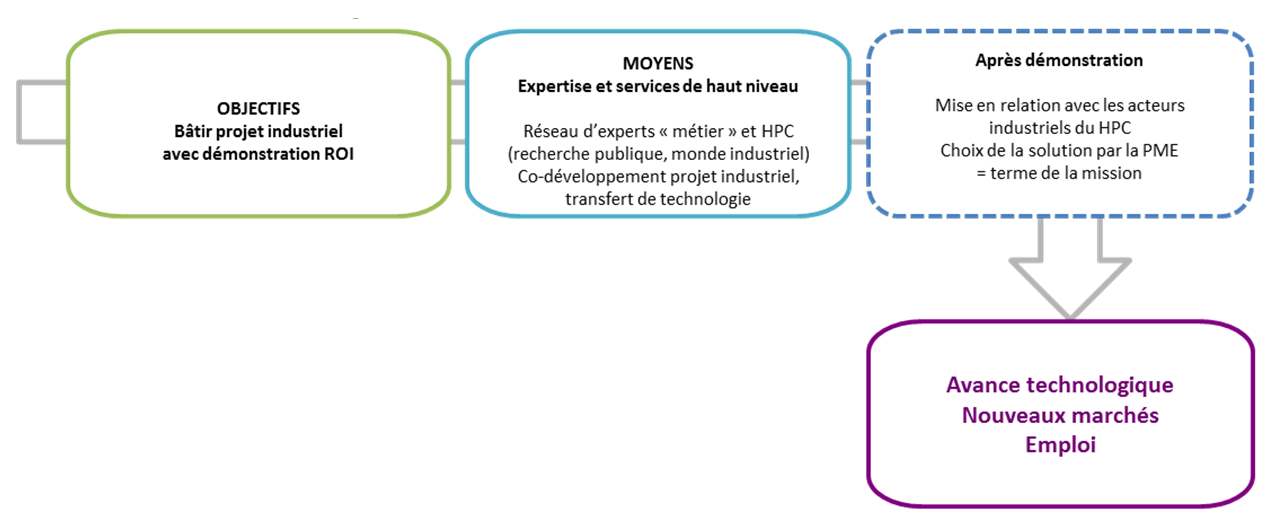 OBJECTIFS
Bâtir projet industriel
avec démonstration ROI
MOYENS
Expertise et services de haut niveau
Réseau d’experts « métier » et HPC
(recherche publique, monde industriel)
Co-développement projet industriel,
transfert de technologie
Après démonstration
Mise en relation avec les acteurs
industriels du HPC
Choix de la solution par la PME
= terme de la mission
Avance technologique
Nouveaux marchés
Emploi